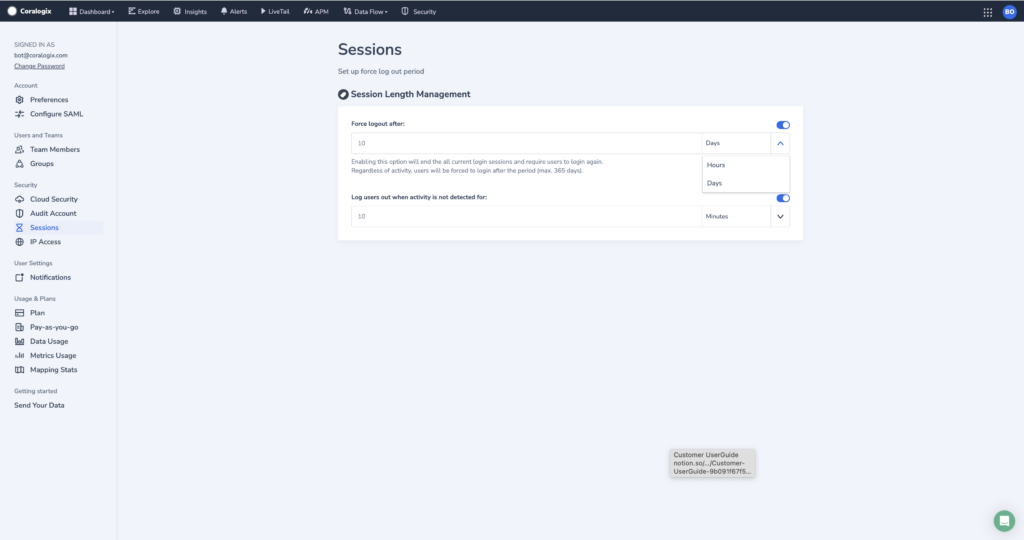 Coralogix
Dashboard
Explore
Insights
Alerts
LiveTail
APM
Data Flow
Security
BO
SIGNED IN AS
bot@coralogix.com
Change Password
Account
Preferences
Configure SAML
Users and Teams
Team Members
Groups
Security
Cloud Security
Audit Account
Sessions
IP Access
User Settings
Notifications
Usage & Plans
Plan
Pay-as-you-go
Data Usage
Metrics Usage
Mapping Stats
Getting started
Send Your Data
Sessions
Set up force log out period
Session Length Management
Force logout after:
10
Days
Hours
Days
Enabling this option will end the all current login sessions and require users to login again.
Regardless of activity, users will be forced to login after the period (max. 365 days).
Log users out when activity is not detected for:
10
Minutes
Customer UserGuide
notion.so/.../Customer-
UserGuide-9b091f67f5...